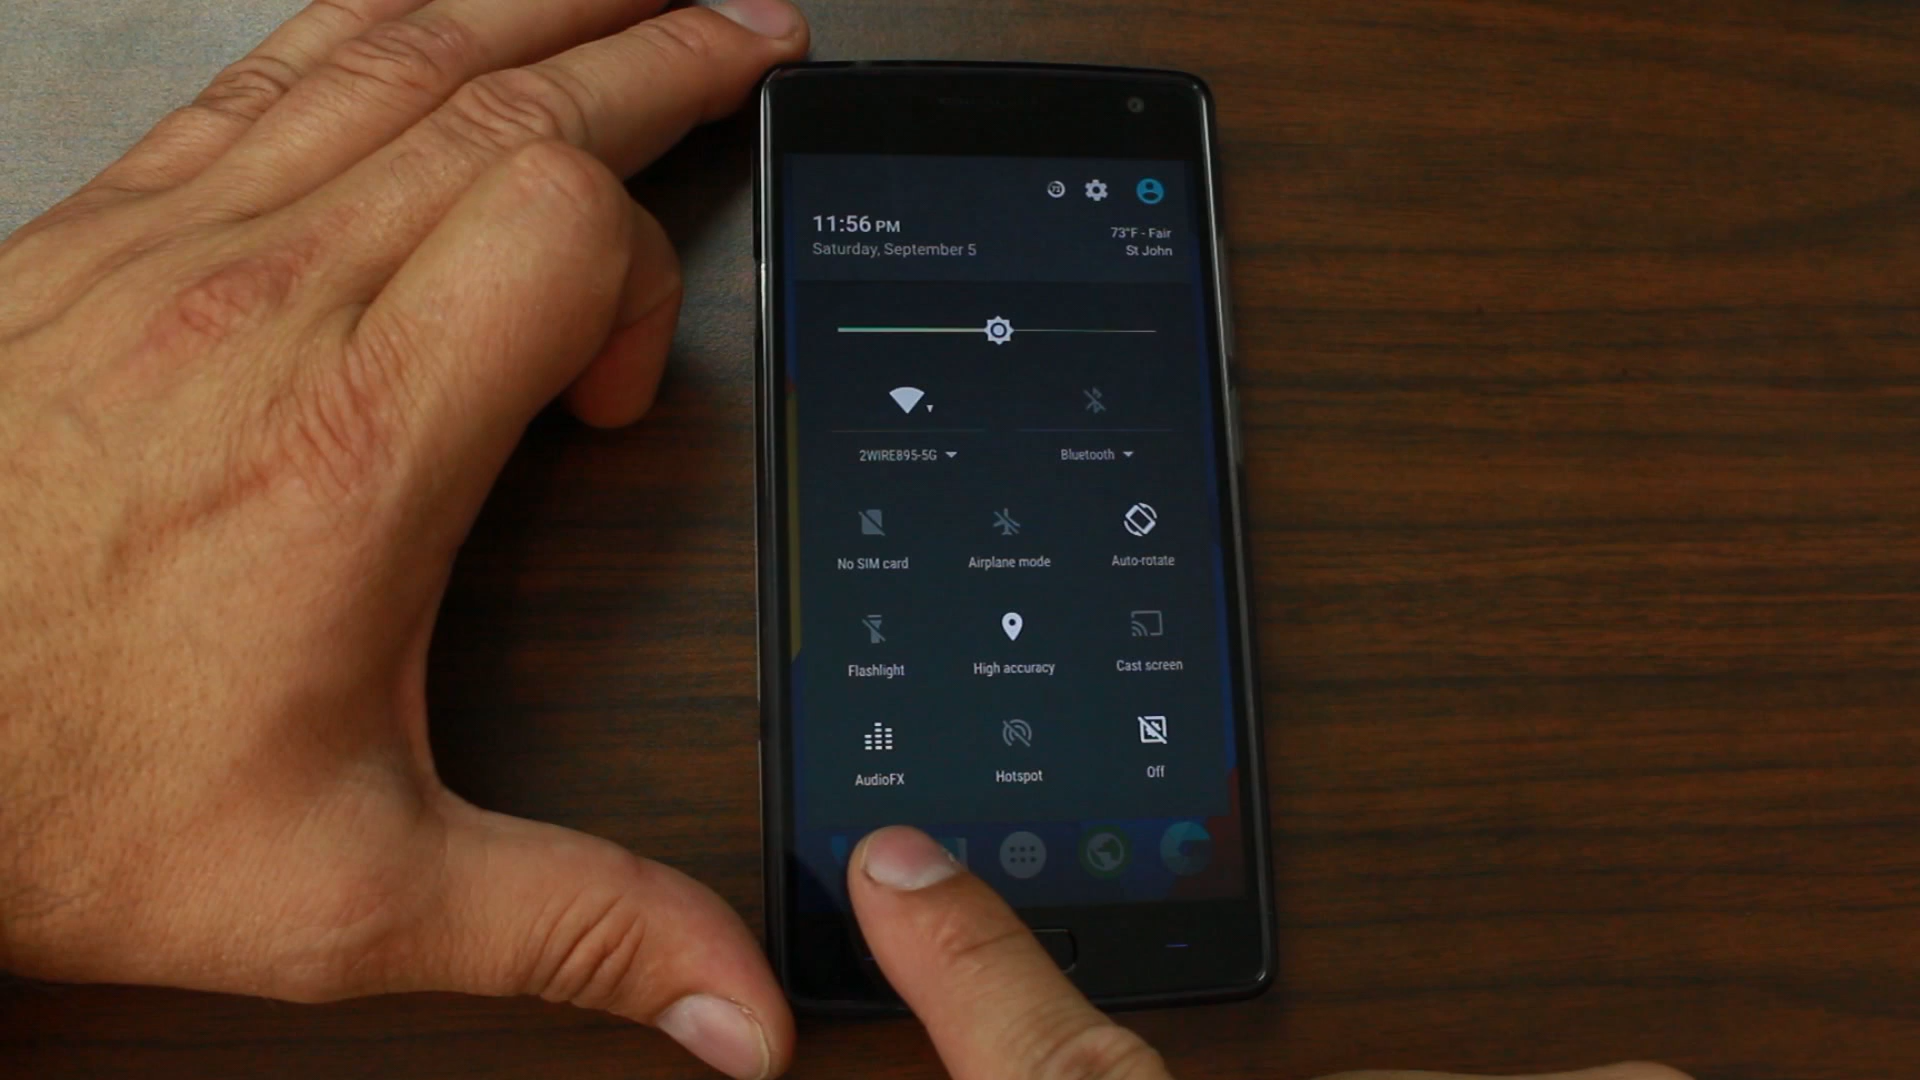 11:56 PM
Saturday, September 5
73°F - Fair
St John
2WIRE895-5G
Bluetooth
No SIM card
Airplane mode
Auto-rotate
Flashlight
High accuracy
Cast screen
AudioFX
Hotspot
Off